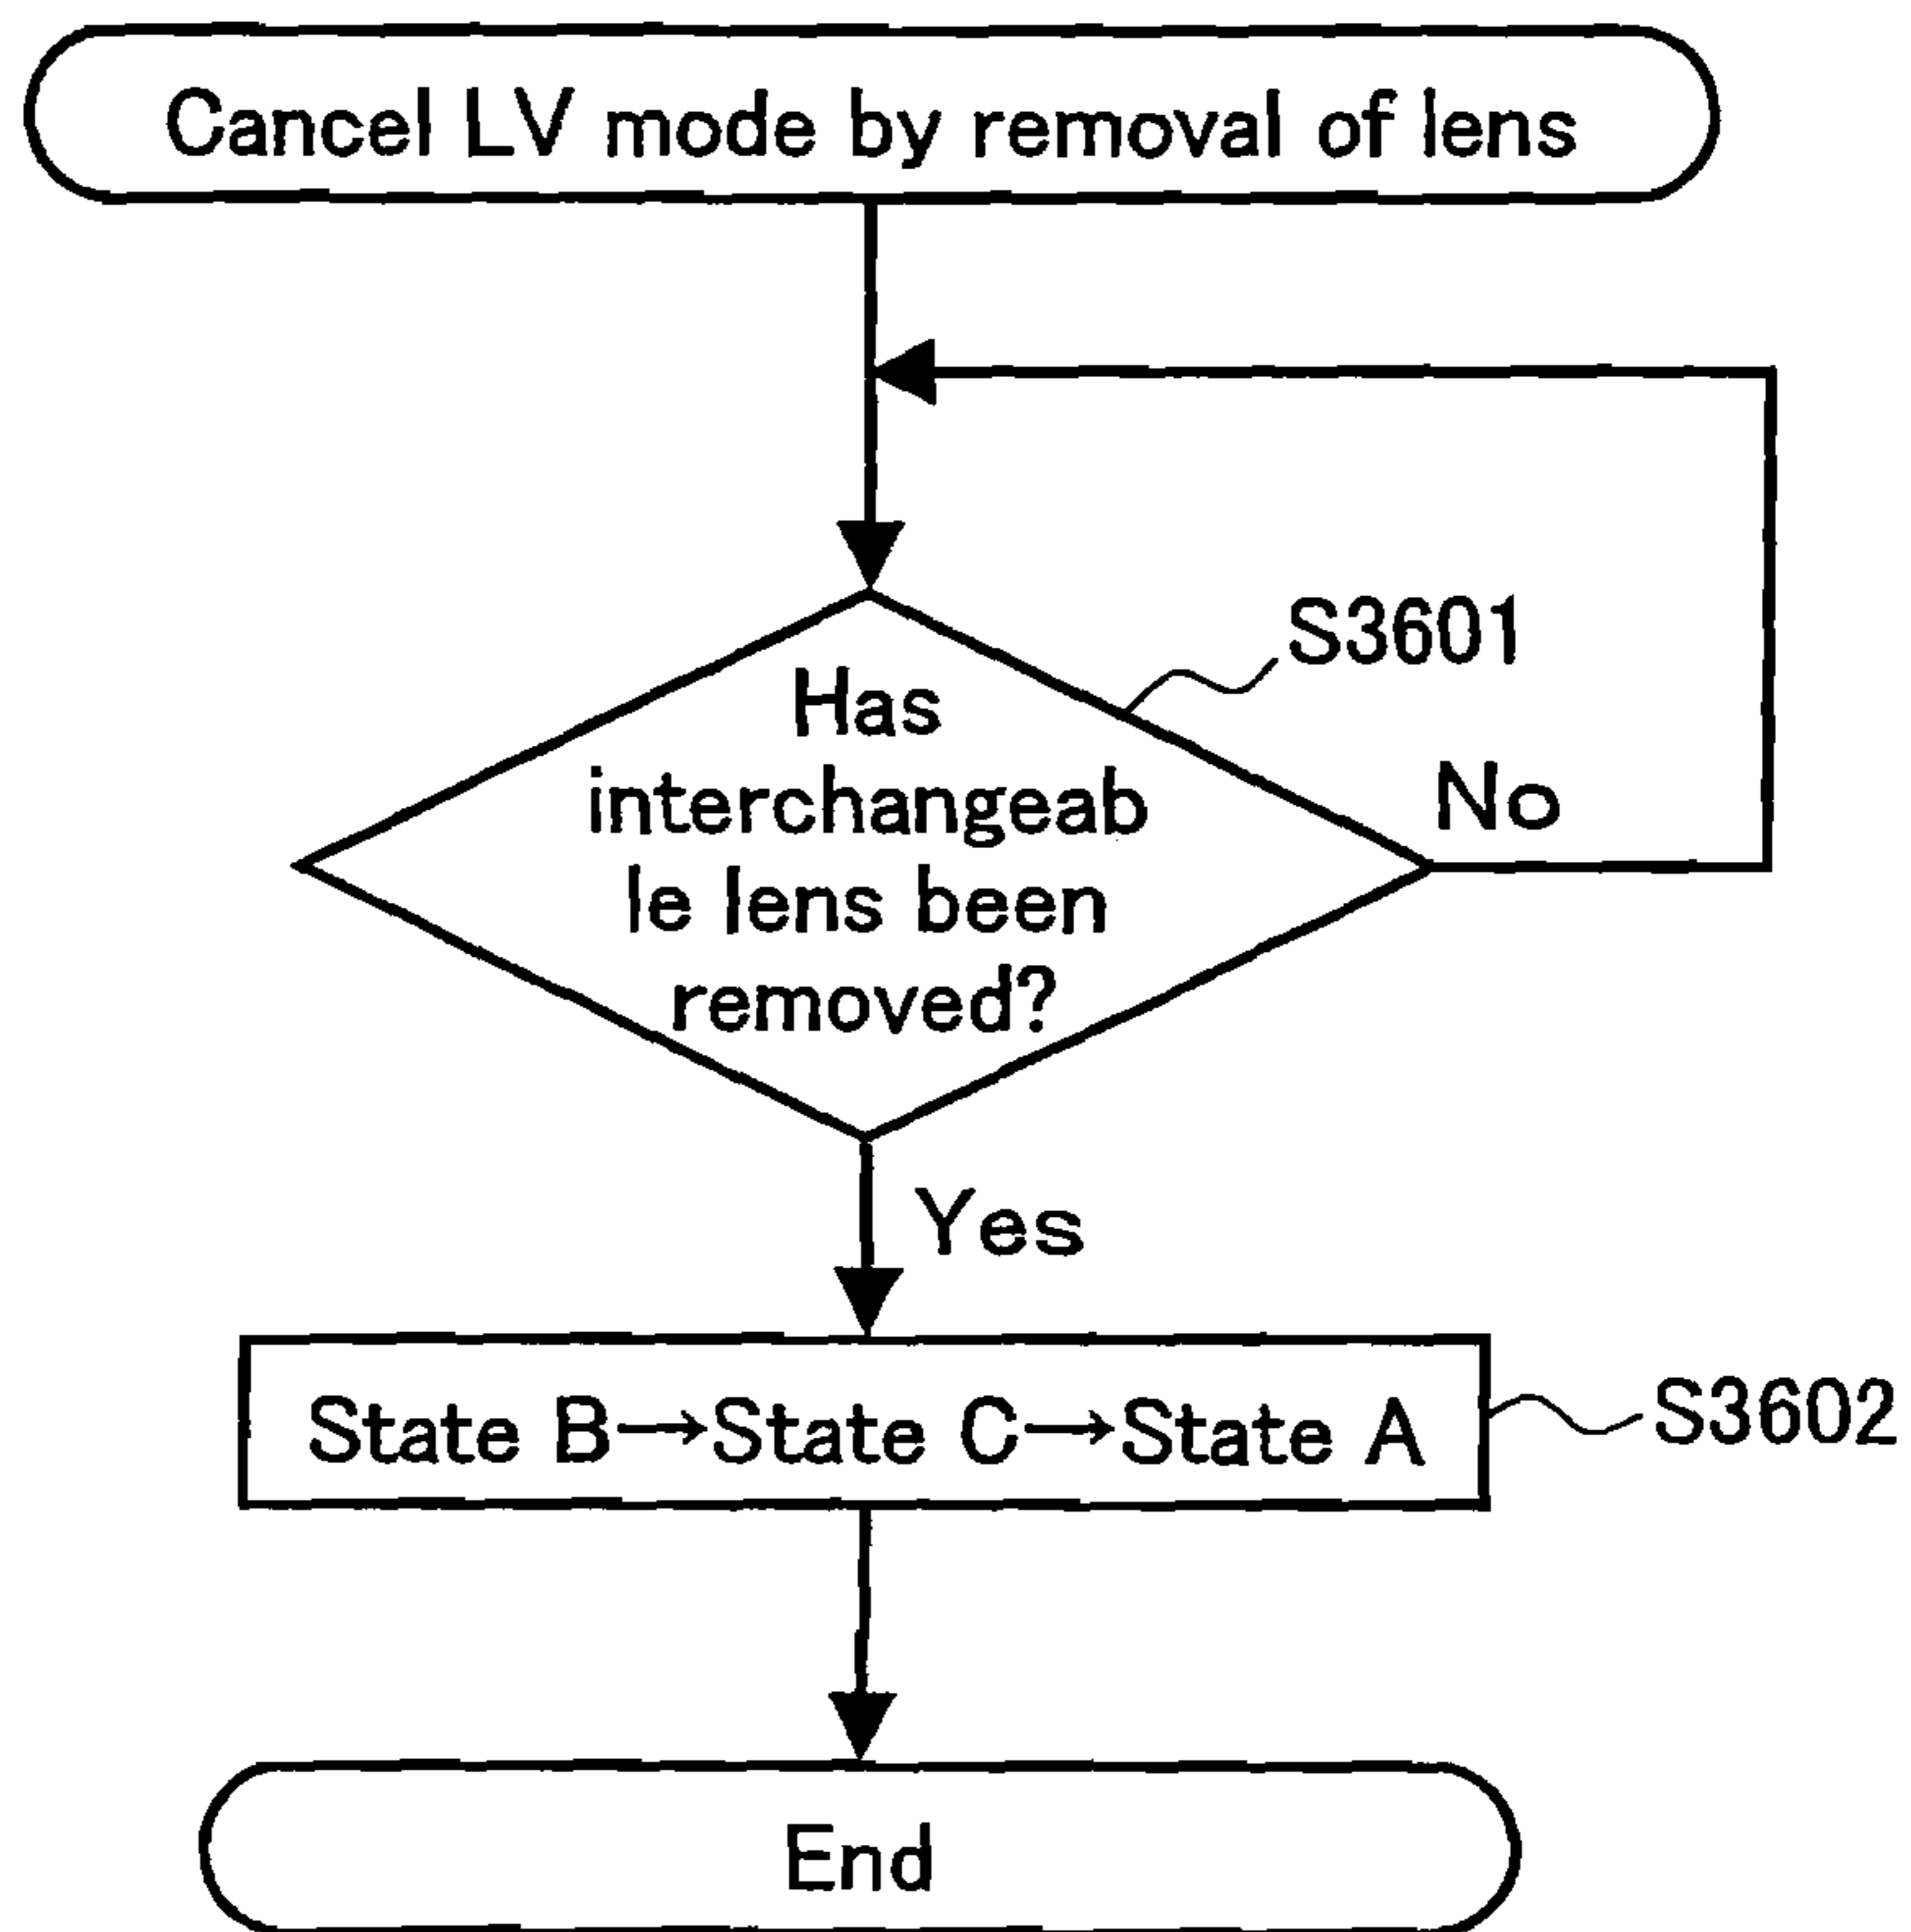 Cancel LV mode by removal of lens
S3601
Has
interchangeab
le lens been
removed?
No
Yes
State B→State C→State A
S3602
End